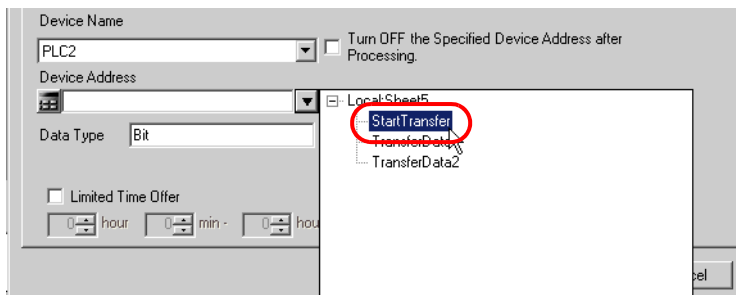 Device Name
PLC2
Turn OFF the Specified Device Address after
Processing.
Device Address
Local:Sheet5
StartTransfer
Data Type Bit
TransferData2
Limited Time Offer
0 hour 0 min - 0 hou
cel